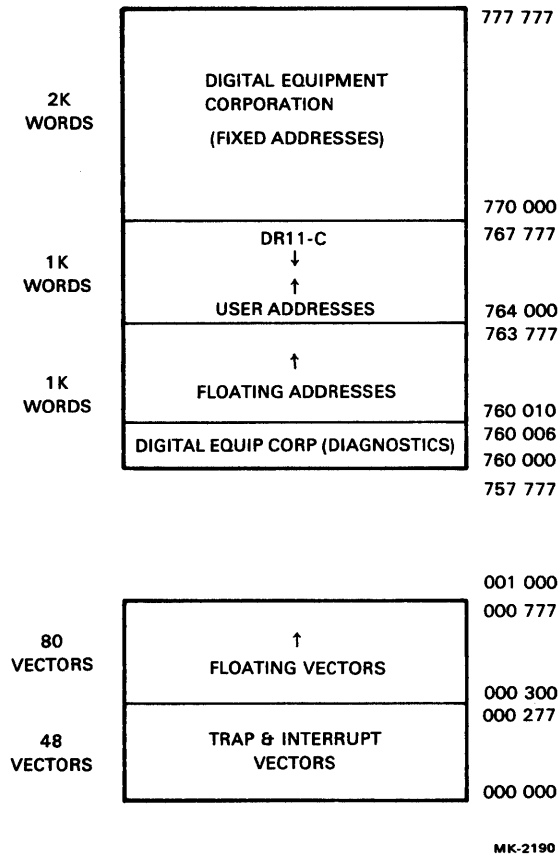 777 777
DIGITAL EQUIPMENT
CORPORATION
(FIXED ADDRESSES)
2K
WORDS
770 000
767 777
DR11-C
↓
↑
USER ADDRESSES
1K
WORDS
764 000
763 777
↑
FLOATING ADDRESSES
1K
WORDS
760 010
760 006
DIGITAL EQUIP CORP (DIAGNOSTICS)
760 000
757 777
001 000
000 777
↑
FLOATING VECTORS
80
VECTORS
000 300
000 277
TRAP & INTERRUPT
VECTORS
48
VECTORS
000 000
MK-2190